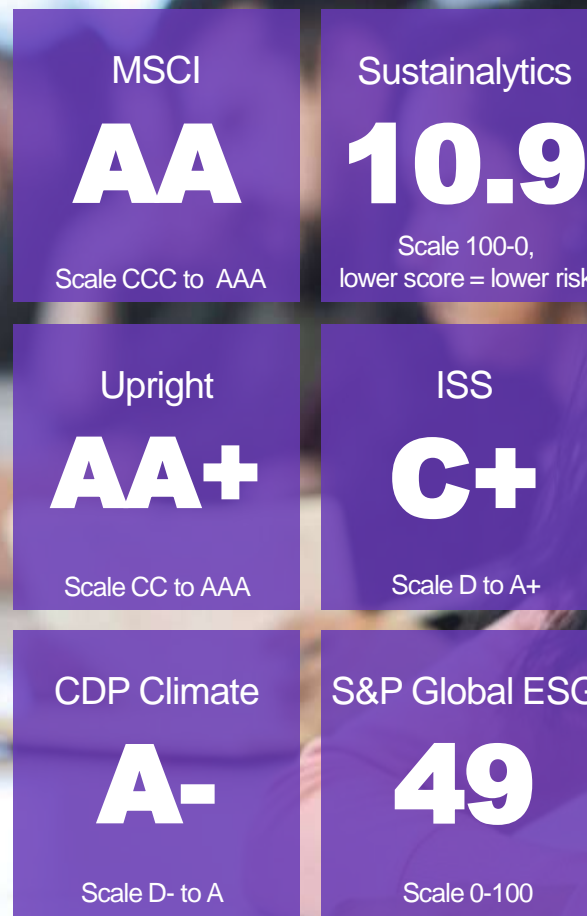 MSCI
AA
Scale CCC to AAA
Sustainalytics
10.9
Scale 100-0,
lower score = lower risk
Upright
AA+
Scale CC to AAA
ISS
C+
Scale D to A+
CDP Climate
A-
Scale D- to A
S&P Global ESG
49
Scale 0-100